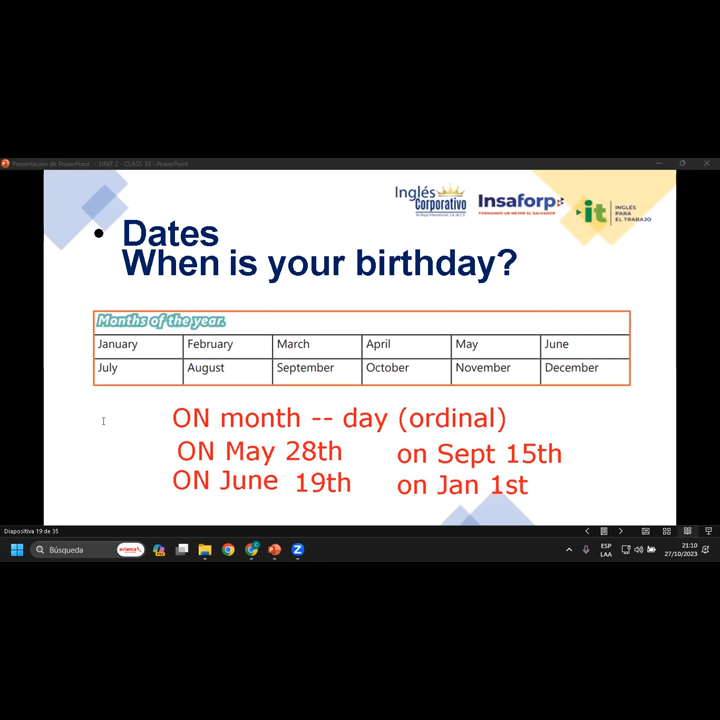 Presentación de PowerPoint - UNIT 2 - CLASS 10 - PowerPoint
Inglés
Corporativo
Insaforp
FORMANDO UN MEJOR EL SALVADOR
it
INGLÉS
PARA
EL TRABAJO
• Dates
When is your birthday?
Months of the year.
January February March April May June
July August September October November December
ON month -- day (ordinal)
ON May 28th on Sept 15th
ON June 19th on Jan 1st
Diapositiva 19 de 35
Búsqueda
avianca
ESP
LAA
21:10
27/10/2023